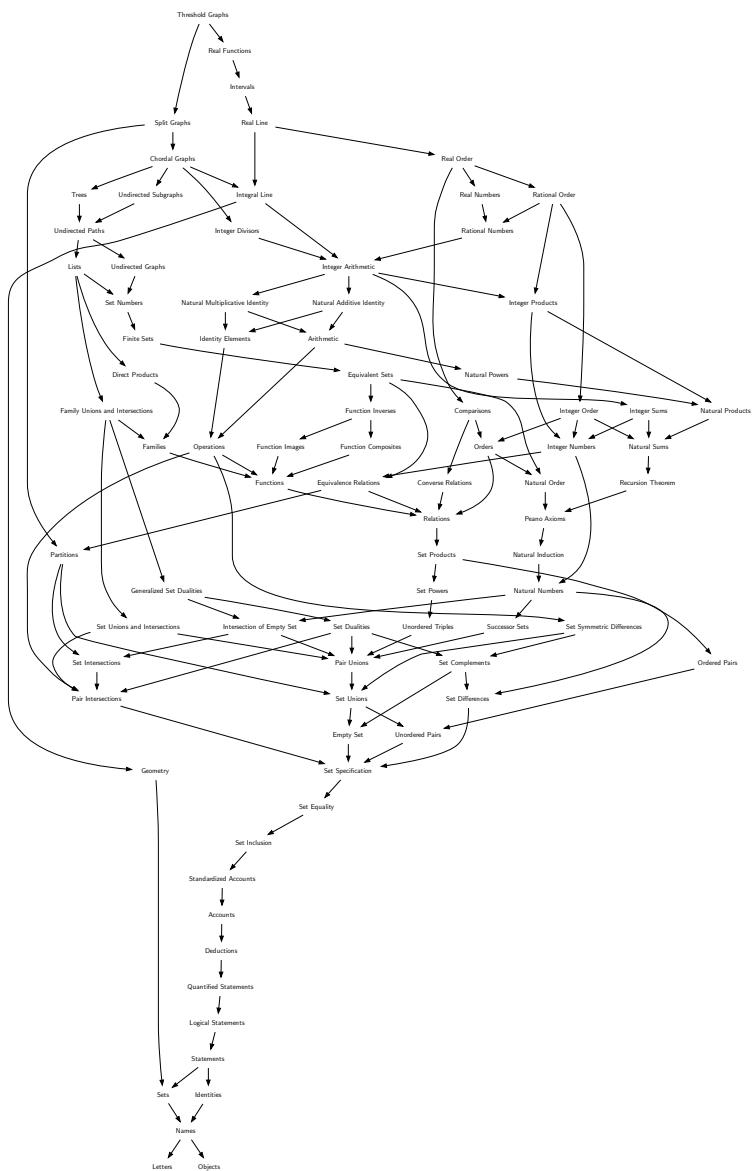 Threshold Graphs
Real Functions
Intervals
Split Graphs
Real Line
Chordal Graphs
Real Order
Trees
Undirected Subgraphs
Integral Line
Real Numbers
Rational Order
Undirected Paths
Integer Divisors
Rational Numbers
Lists
Undirected Graphs
Integer Arithmetic
Set Numbers
Natural Multiplicative Identity
Natural Additive Identity
Integer Products
Finite Sets
Identity Elements
Arithmetic
Direct Products
Equivalent Sets
Natural Powers
Family Unions and Intersections
Function Inverses
Comparisons
Integer Order
Integer Sums
Natural Products
Families
Operations
Function Images
Function Composites
Orders
Integer Numbers
Natural Sums
Functions
Equivalence Relations
Converse Relations
Natural Order
Recursion Theorem
Relations
Peano Axioms
Partitions
Set Products
Natural Induction
Generalized Set Dualities
Set Powers
Natural Numbers
Set Unions and Intersections
Intersection of Empty Set
Set Dualities
Unordered Triples
Successor Sets
Set Symmetric Differences
Set Intersections
Pair Unions
Set Complements
Ordered Pairs
Pair Intersections
Set Unions
Set Differences
Empty Set
Unordered Pairs
Geometry
Set Specification
Set Equality
Set Inclusion
Standardized Accounts
Accounts
Deductions
Quantified Statements
Logical Statements
Statements
Sets
Identities
Names
Letters
Objects